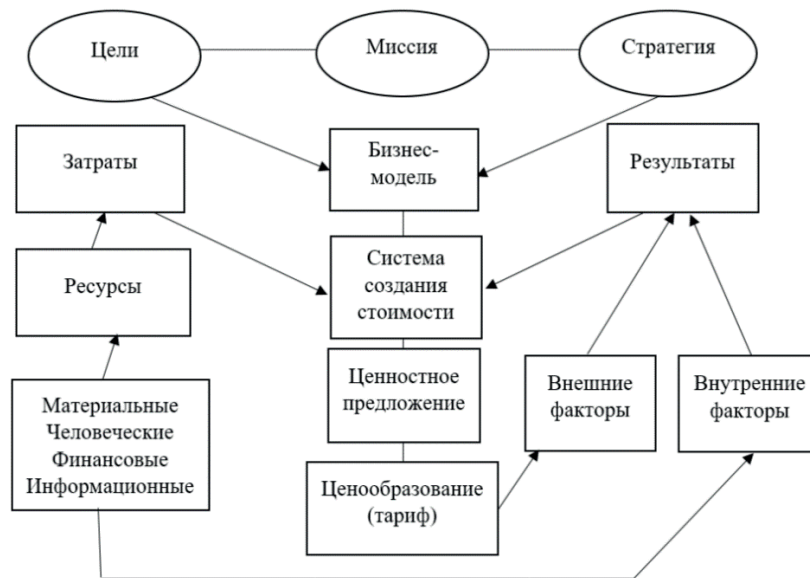 Цели
Миссия
Стратегия
Затраты
Бизнес-
модель
Результаты
Ресурсы
Система
создания
стоимости
Материальные
Человеческие
Финансовые
Информационные
Ценностное
предложение
Внешние
факторы
Внутренние
факторы
Ценообразование
(тариф)